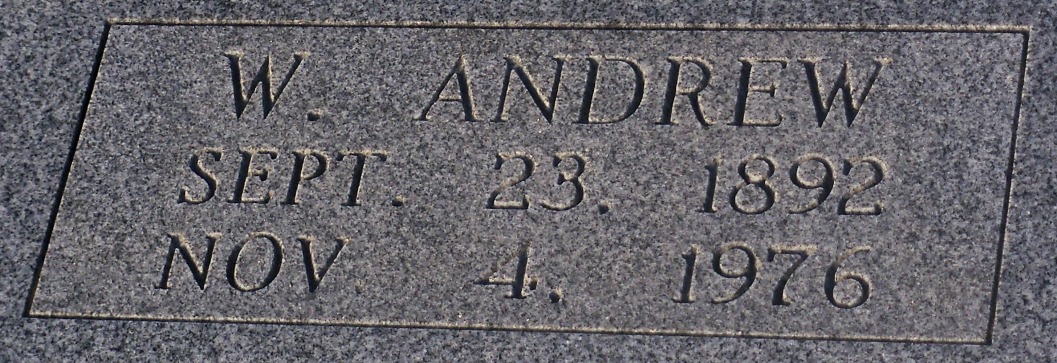 W. ANDREW
SEPT. 23. 1892
NOV. 4, 1976